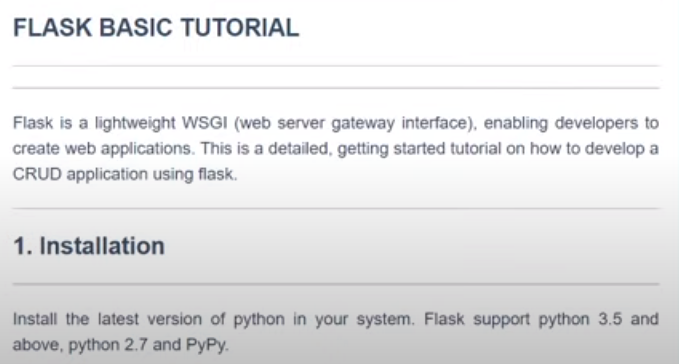 FLASK BASIC TUTORIAL
Flask is a lightweight WSGI (web server gateway interface), enabling developers to
create web applications. This is a detailed, getting started tutorial on how to develop a
CRUD application using flask.
1. Installation
Install the latest version of python in your system. Flask support python 3.5 and
above, python 2.7 and PyPy.